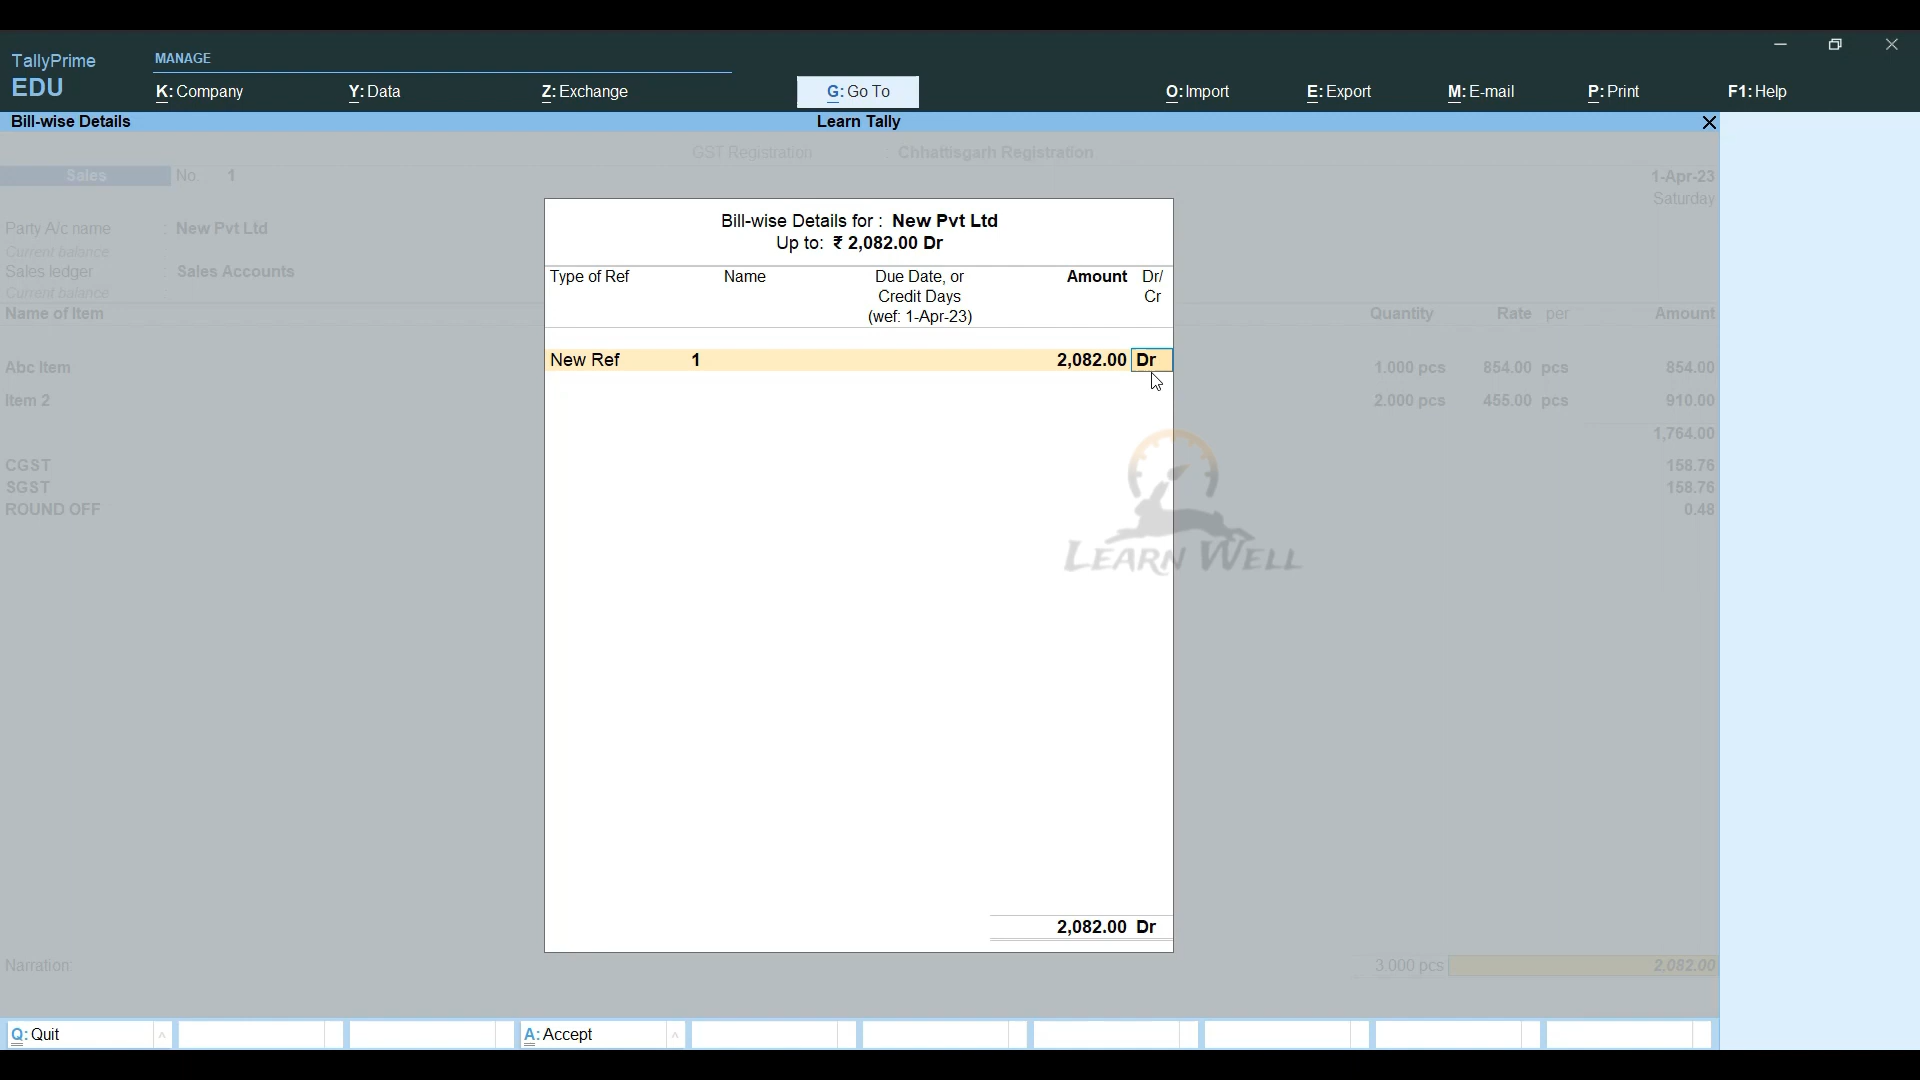 TallyPrime
EDU
MANAGE
K: Company
Y: Data
Z: Exchange
G: Go To
O: Import
E: Export
M: E-mail
P: Print
F1: Help
Bill-wise Details
Learn Tally
GST Registration : Chhattisgarh Registration
Sales No. 1
1-Apr-23
Saturday
Party A/c name : New Pvt Ltd
Current balance :
Sales ledger : Sales Accounts
Current balance :
Name of Item Quantity Rate per Amount
Abc Item 1.000 pcs 854.00 pcs 854.00
Item 2 2.000 pcs 455.00 pcs 910.00
1,764.00
CGST 158.76
SGST 158.76
ROUND OFF 0.48
Bill-wise Details for : New Pvt Ltd
Up to: ₹ 2,082.00 Dr
Type of Ref Name Due Date, or Amount Dr/
Credit Days Cr
(wef: 1-Apr-23)
New Ref 1 2,082.00 Dr
LEARN WELL
2,082.00 Dr
Narration: 3.000 pcs 2,082.00
Q: Quit
A: Accept